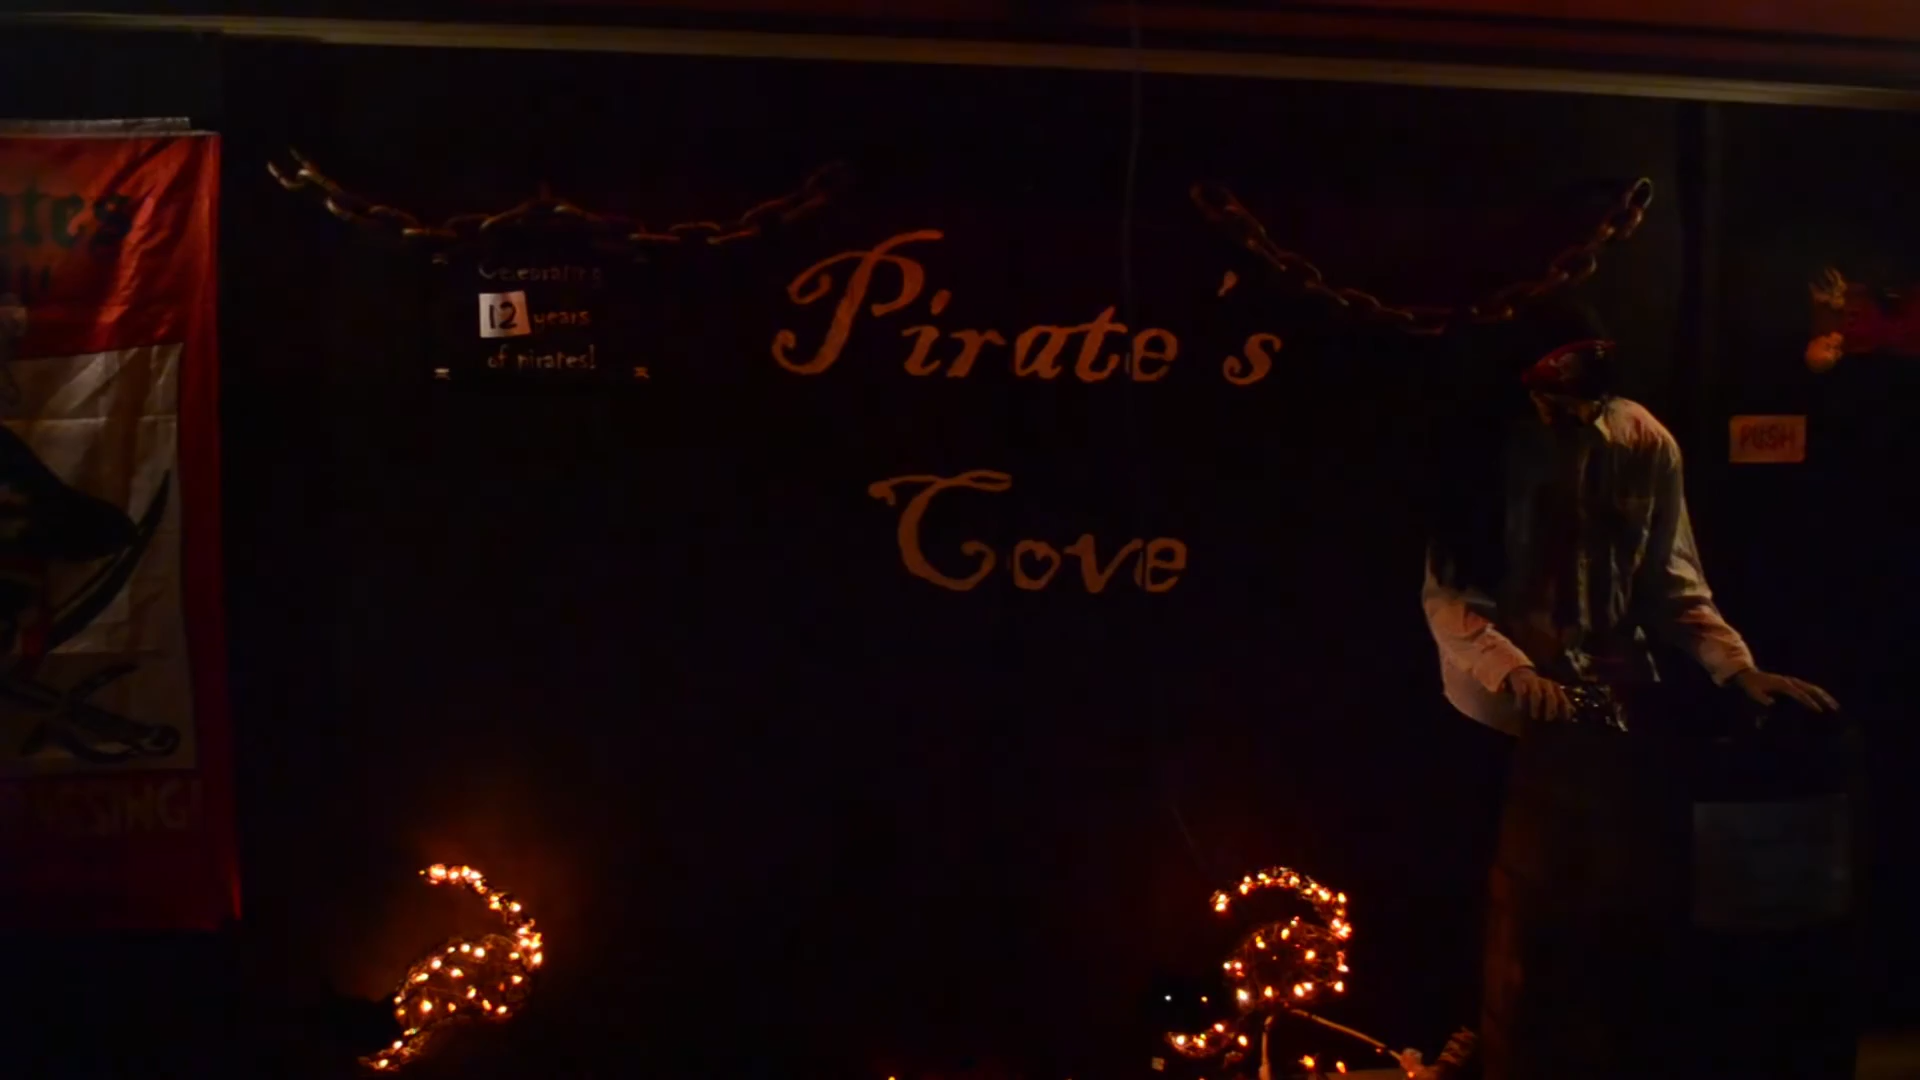 Celebrating
12 years
of pirates!
Pirate's
Cove
PUSH